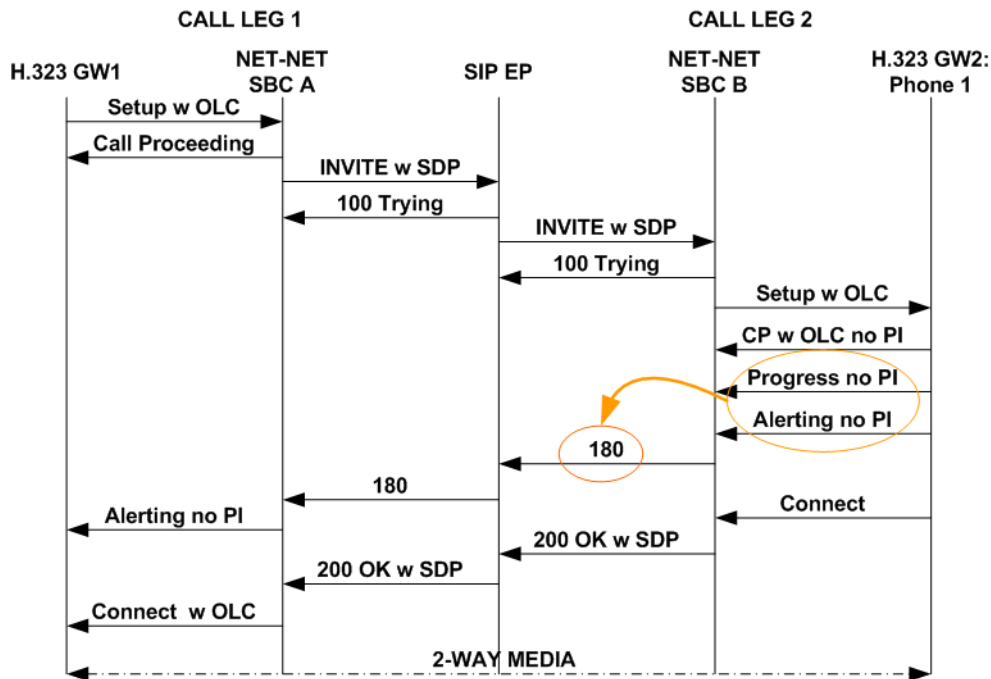 CALL LEG 1
CALL LEG 2
H.323 GW1
NET-NET
SBC A
SIP EP
NET-NET
SBC B
H.323 GW2:
Phone 1
Setup w OLC
Call Proceeding
INVITE w SDP
100 Trying
INVITE w SDP
100 Trying
Setup w OLC
CP w OLC no PI
Progress no PI
Alerting no PI
180
180
Connect
Alerting no PI
200 OK w SDP
200 OK w SDP
Connect w OLC
2-WAY MEDIA